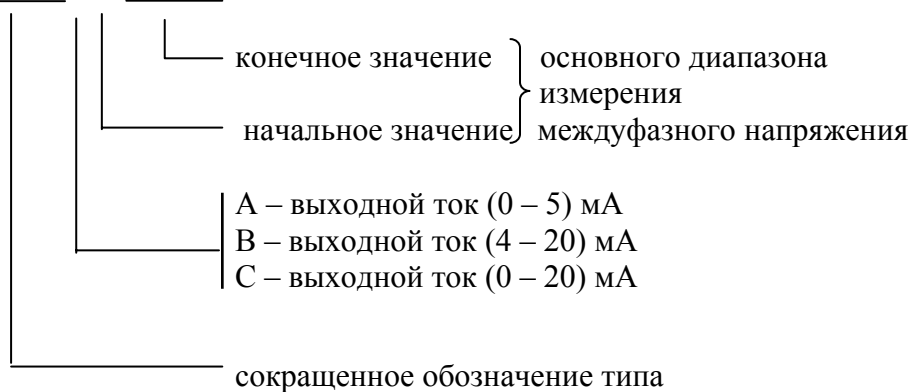 конечное значение основного диапазона
измерения
начальное значение междуфазного напряжения
А – выходной ток (0 – 5) мА
В – выходной ток (4 – 20) мА
С – выходной ток (0 – 20) мА
сокращенное обозначение типа